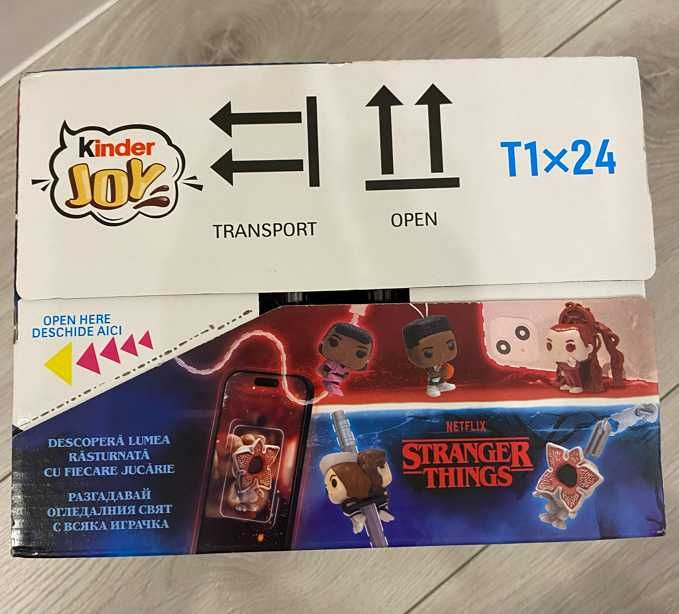 Kinder
JOY
TRANSPORT
OPEN
T1×24
OPEN HERE
DESCHIDE AICI
DESCOPERĂ LUMEA
RĂSTURNATĂ
CU FIECARE JUCĂRIE
РАЗГАДАВАЙ
ОГЛЕДАЛНИЯ СВЯТ
С ВСЯКА ИГРАЧКА
NETFLIX
STRANGER
THINGS